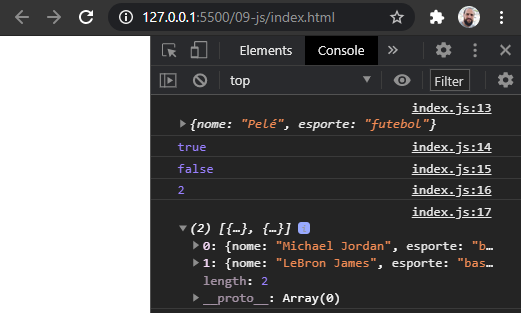 127.0.0.1:5500/09-js/index.html
Elements Console »
top Filter
index.js:13
{nome: "Pelé", esporte: "futebol"}
true index.js:14
false index.js:15
2 index.js:16
index.js:17
(2) [{…}, {…}] i
0: {nome: "Michael Jordan", esporte: "b…
1: {nome: "LeBron James", esporte: "bas…
length: 2
__proto__: Array(0)